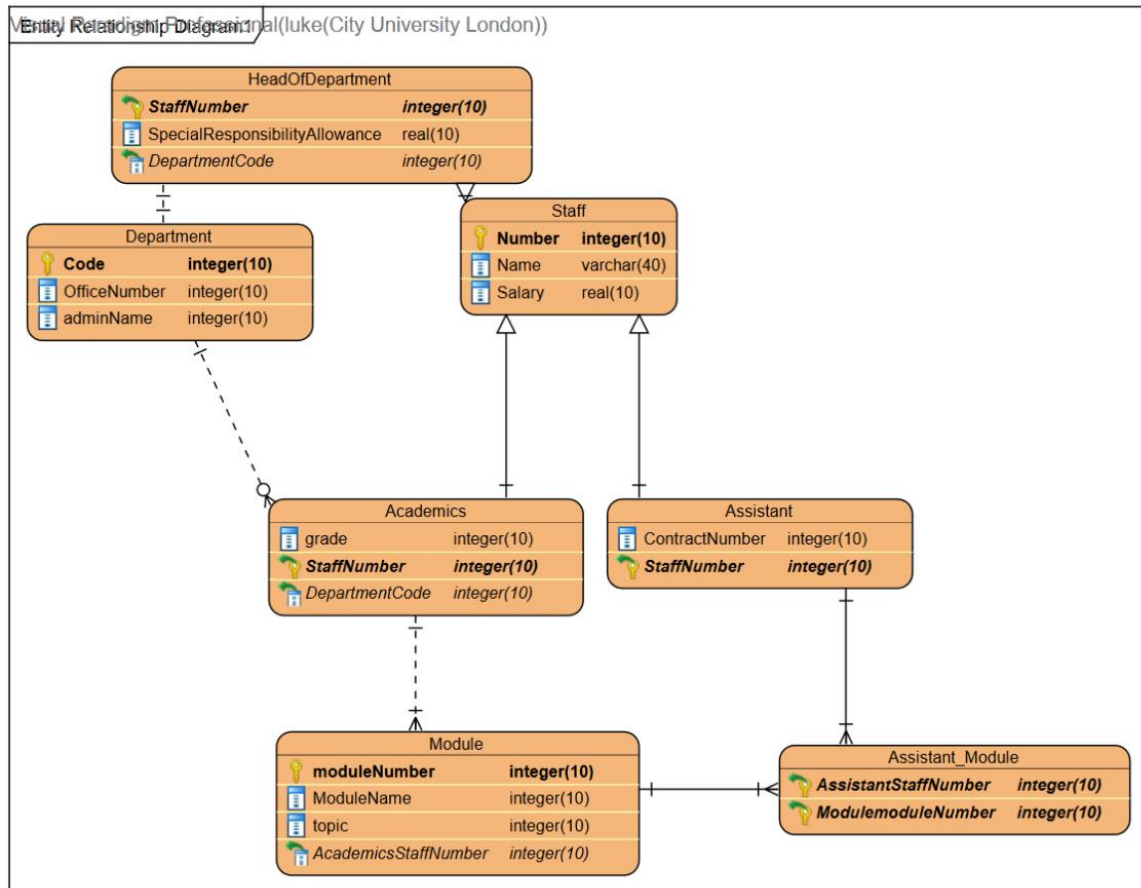 Visual Paradigm Professional(luke(City University London))
Entity Relationship Diagram1
HeadOfDepartment
StaffNumber integer(10)
SpecialResponsibilityAllowance real(10)
DepartmentCode integer(10)
Staff
Number integer(10)
Name varchar(40)
Salary real(10)
Department
Code integer(10)
OfficeNumber integer(10)
adminName integer(10)
Academics
grade integer(10)
StaffNumber integer(10)
DepartmentCode integer(10)
Assistant
ContractNumber integer(10)
StaffNumber integer(10)
Module
moduleNumber integer(10)
ModuleName integer(10)
topic integer(10)
AcademicsStaffNumber integer(10)
Assistant_Module
AssistantStaffNumber integer(10)
ModulemoduleNumber integer(10)